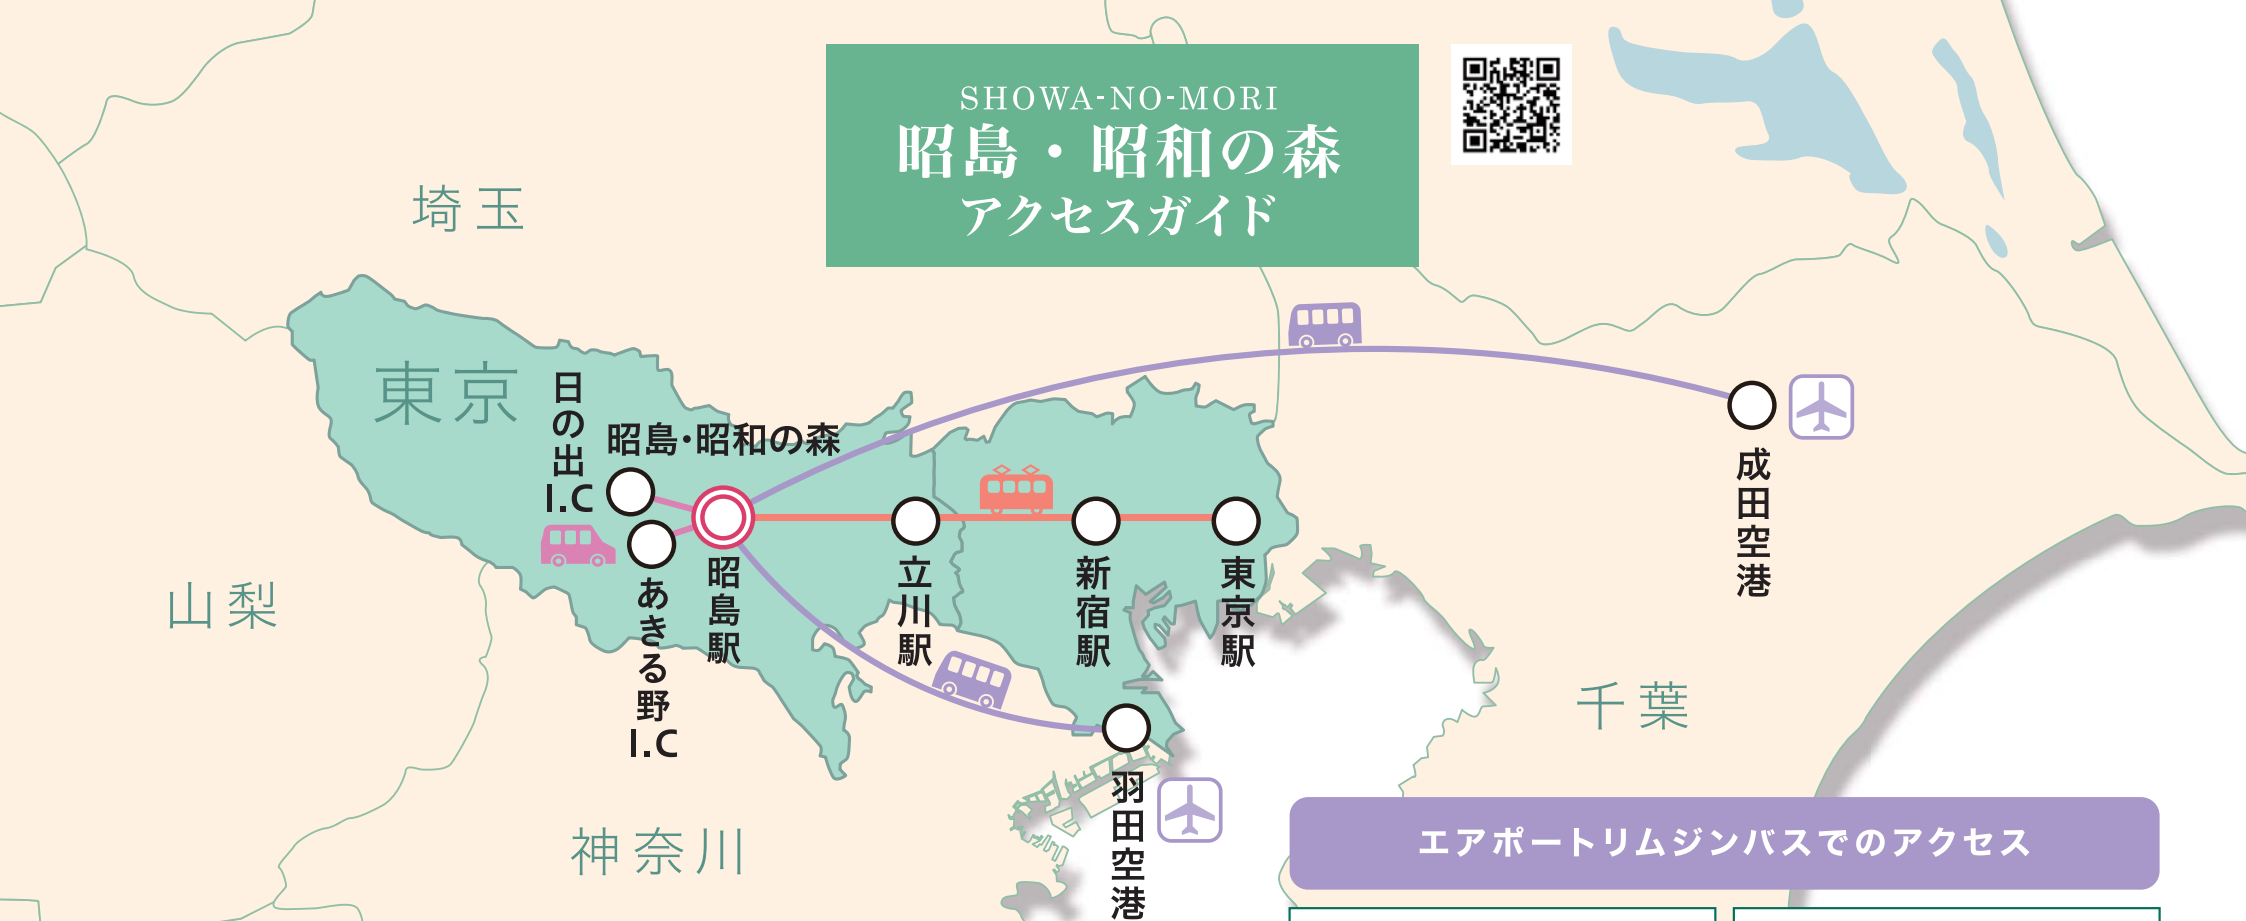 SHOWA-NO-MORI
昭島・昭和の森
アクセスガイド
埼玉
東京
日の出I.C
昭島・昭和の森
成田空港
昭島駅
立川駅
新宿駅
東京駅
あきる野I.C
山梨
千葉
羽田空港
神奈川
エアポートリムジンバスでのアクセス